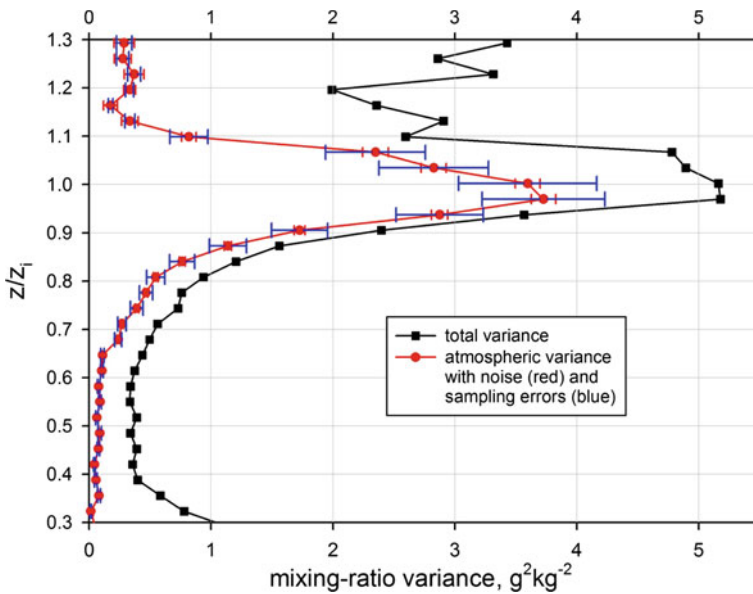 0 1 2 3 4 5
1.3
1.2
1.1
1.0
0.9
0.8
0.7
0.6
0.5
0.4
0.3
z/zi
total variance
atmospheric variance
with noise (red) and
sampling errors (blue)
0 1 2 3 4 5
mixing-ratio variance, g²kg⁻²